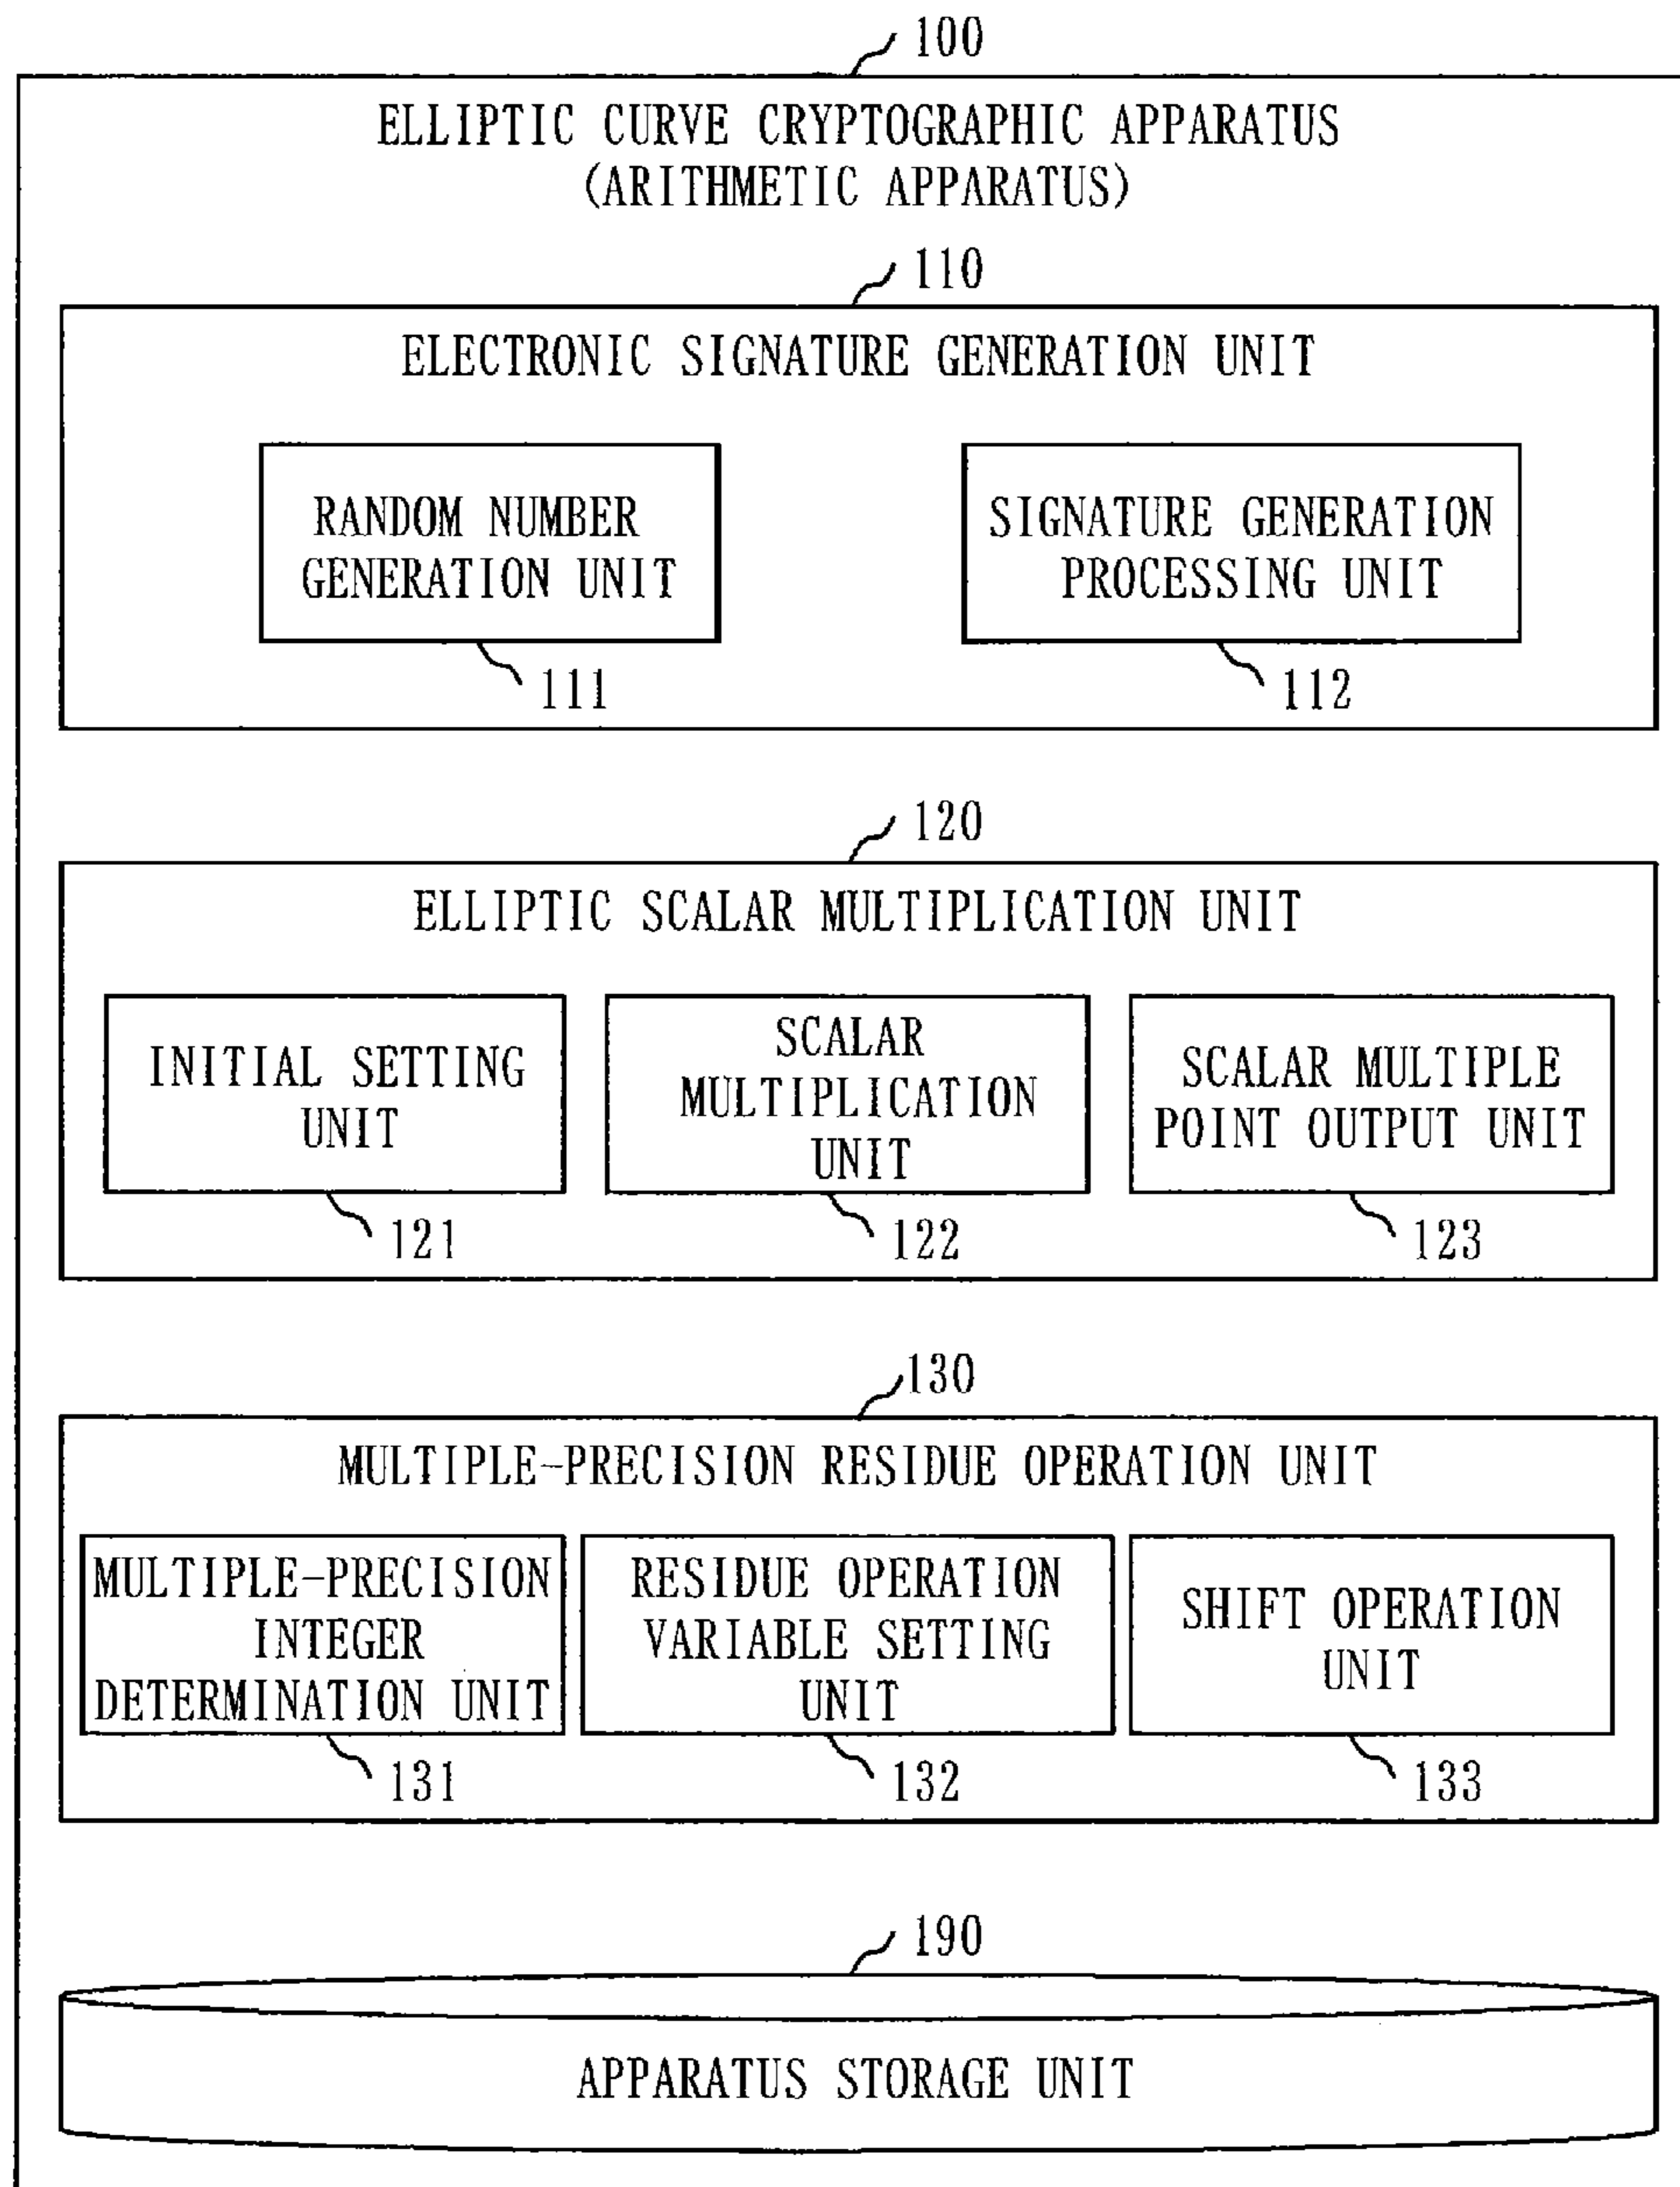 100
ELLIPTIC CURVE CRYPTOGRAPHIC APPARATUS
(ARITHMETIC APPARATUS)
110
ELECTRONIC SIGNATURE GENERATION UNIT
RANDOM NUMBER
GENERATION UNIT
111
SIGNATURE GENERATION
PROCESSING UNIT
112
120
ELLIPTIC SCALAR MULTIPLICATION UNIT
INITIAL SETTING
UNIT
121
SCALAR
MULTIPLICATION
UNIT
122
SCALAR MULTIPLE
POINT OUTPUT UNIT
123
130
MULTIPLE-PRECISION RESIDUE OPERATION UNIT
MULTIPLE-PRECISION
INTEGER
DETERMINATION UNIT
131
RESIDUE OPERATION
VARIABLE SETTING
UNIT
132
SHIFT OPERATION
UNIT
133
190
APPARATUS STORAGE UNIT